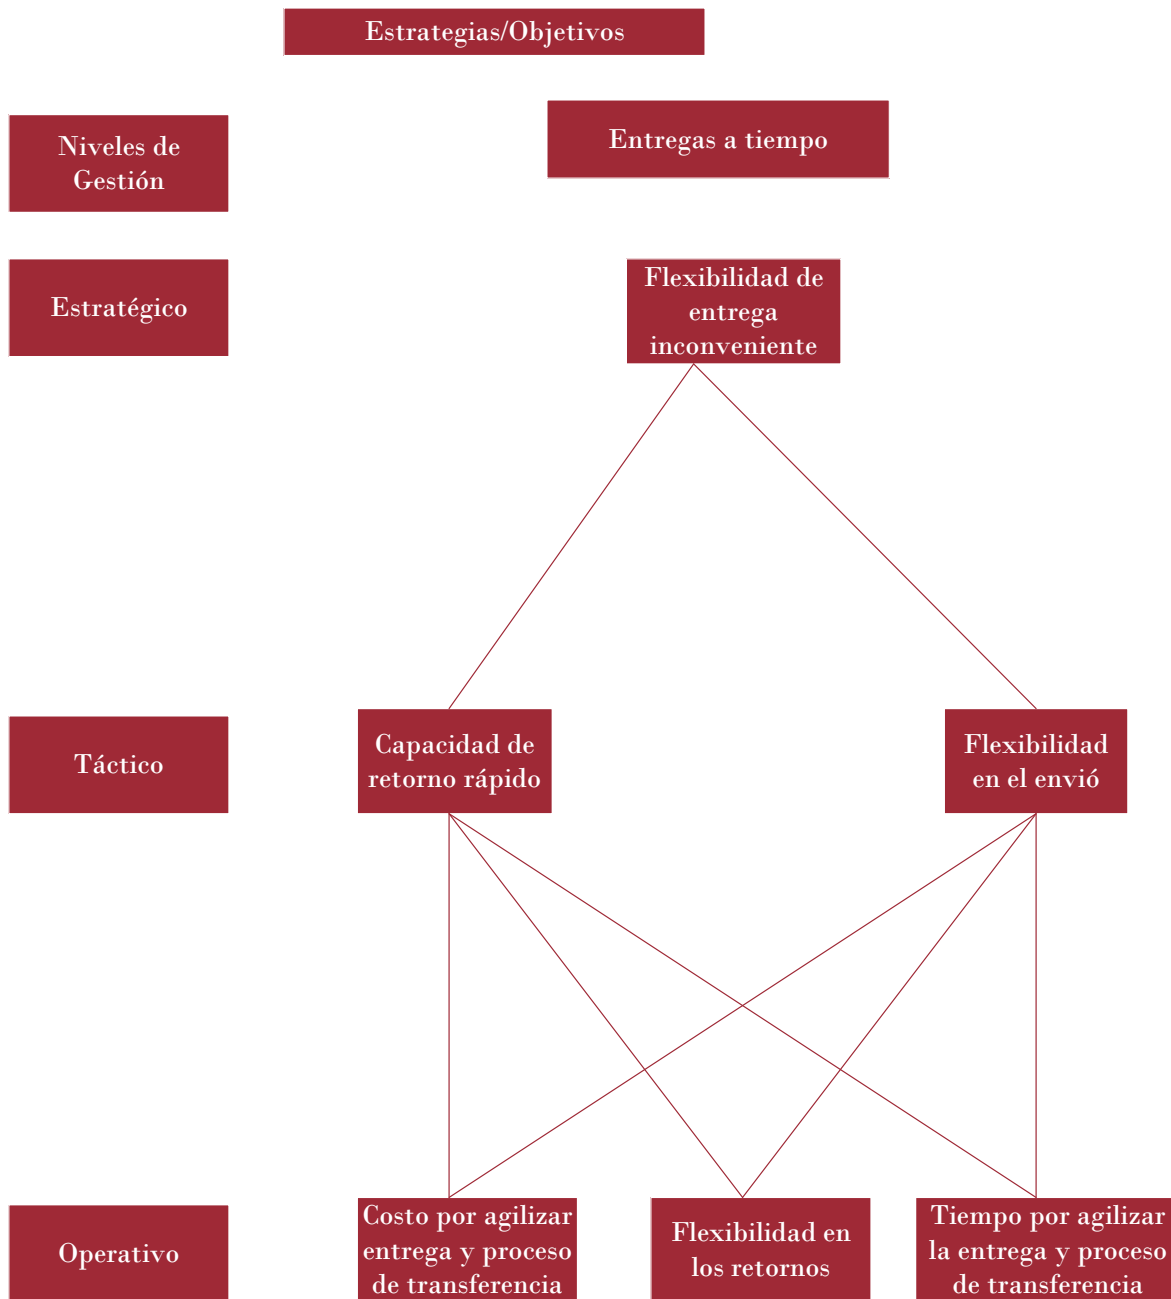 Estrategias/Objetivos
Niveles de
Gestión
Entregas a tiempo
Estratégico
Flexibilidad de
entrega
inconveniente
Táctico
Capacidad de
retorno rápido
Flexibilidad
en el envió
Operativo
Costo por agilizar
entrega y proceso
de transferencia
Flexibilidad en
los retornos
Tiempo por agilizar
la entrega y proceso
de transferencia